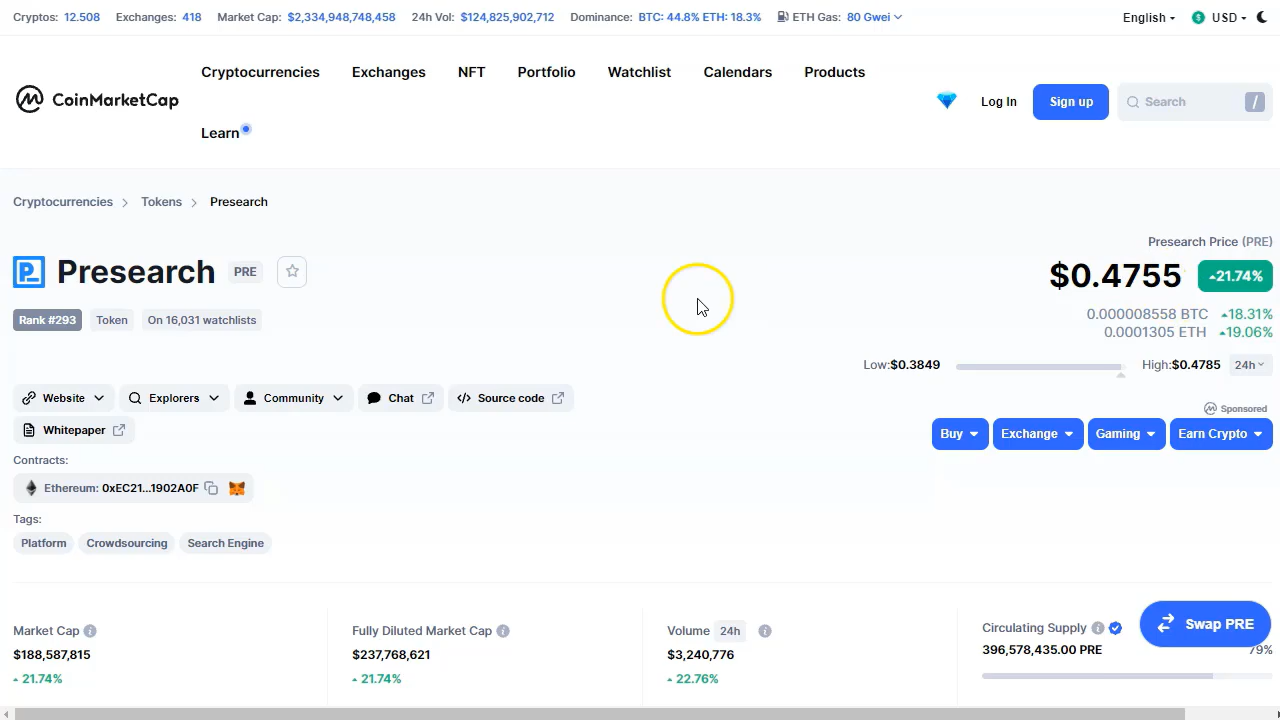 Cryptos: 12.508 Exchanges: 418 Market Cap: $2,334,948,748,458 24h Vol: $124,825,902,712 Dominance: BTC: 44.8% ETH: 18.3% ETH Gas: 80 Gwei English USD
Cryptocurrencies Exchanges NFT Portfolio Watchlist Calendars Products
CoinMarketCap Log In Sign up Search /
Learn
Cryptocurrencies Tokens Presearch
Presearch Price (PRE)
Presearch PRE $0.4755 21.74%
0.000008558 BTC 18.31%
Rank #293 Token On 16,031 watchlists
0.0001305 ETH 19.06%
Low:$0.3849 High:$0.4785 24h
Website Explorers Community Chat Source code
Sponsored
Whitepaper Buy Exchange Gaming Earn Crypto
Contracts:
Ethereum: 0xEC21...1902A0F
Tags:
Platform Crowdsourcing Search Engine
Market Cap Fully Diluted Market Cap Volume 24h Circulating Supply Swap PRE
$188,587,815 $237,768,621 $3,240,776 396,578,435.00 PRE 79%
21.74% 21.74% 22.76%